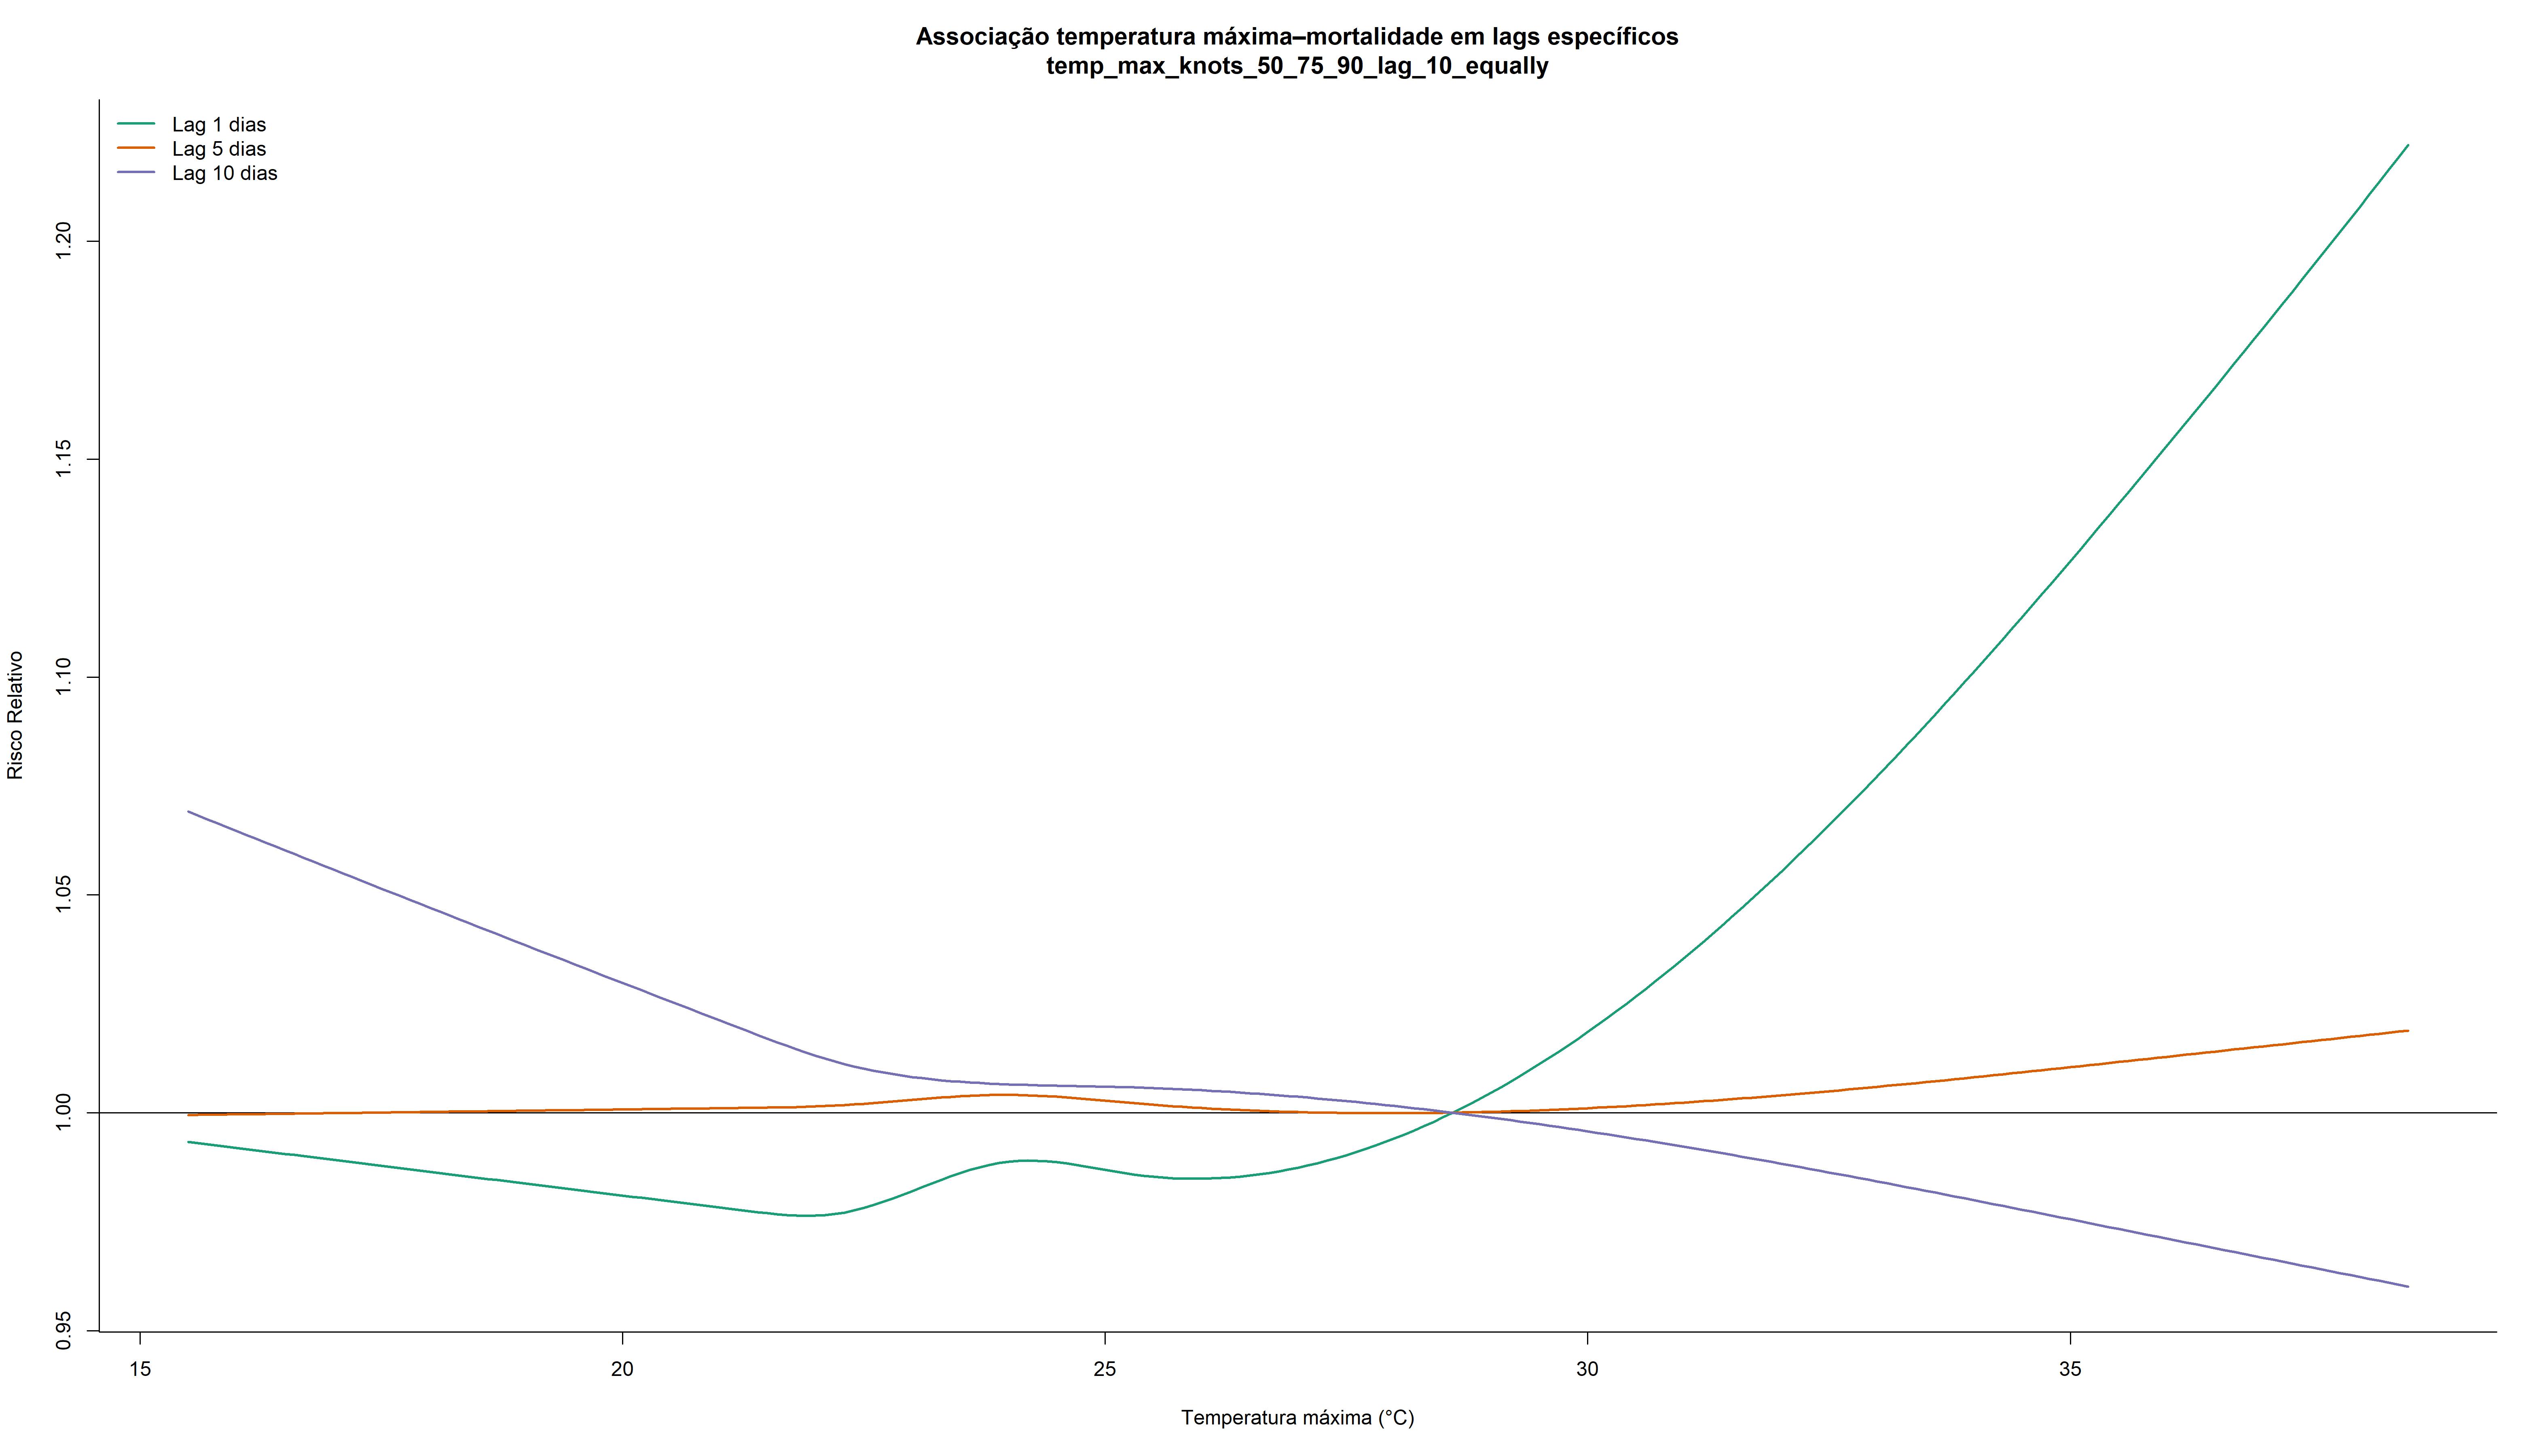 Associação temperatura máxima–mortalidade em lags específicos
temp_max_knots_50_75_90_lag_10_equally
Lag 1 dias
Lag 5 dias
Lag 10 dias
1.20
1.15
1.10
1.05
1.00
0.95
Risco Relativo
15 20 25 30 35
Temperatura máxima (°C)